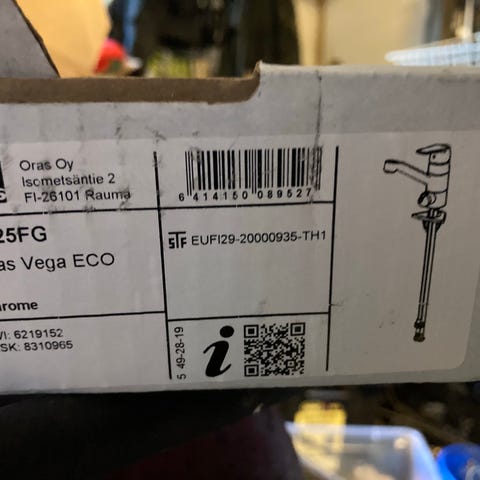 Oras Oy
Isometsäntie 2
FI-26101 Rauma
6 414150 089527
25FG
as Vega ECO
STF EUFI29-20000935-TH1
rome
I: 6219152
SK: 8310965
5 49-28-19
i